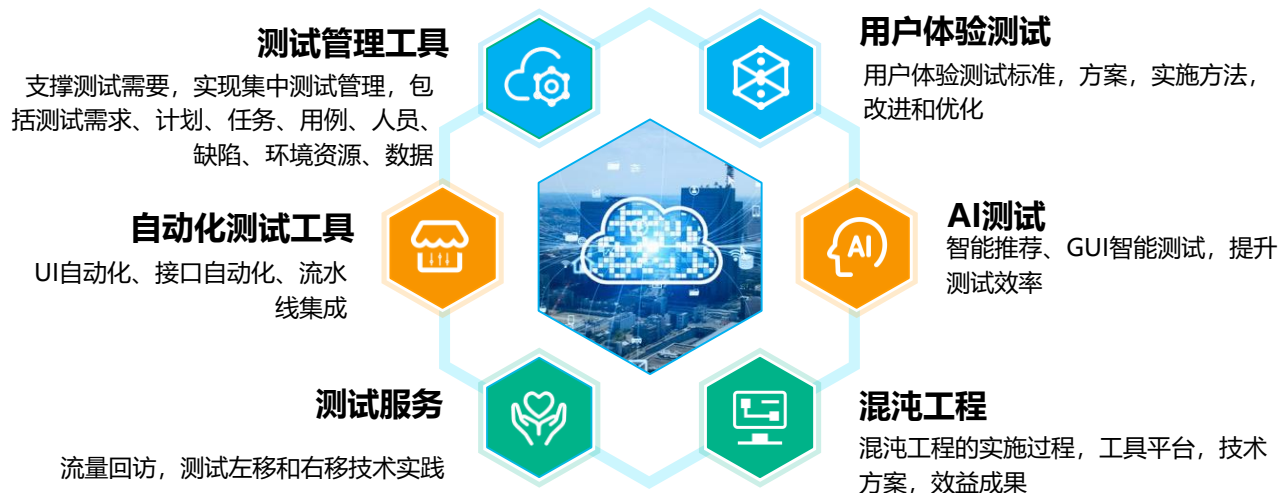 测试管理工具
支撑测试需要，实现集中测试管理，包
括测试需求、计划、任务、用例、人员、
缺陷、环境资源、数据
用户体验测试
用户体验测试标准，方案，实施方法，
改进和优化
自动化测试工具
UI自动化、接口自动化、流水
线集成
AI
AI测试
智能推荐、GUI智能测试，提升
测试效率
测试服务
流量回访，测试左移和右移技术实践
混沌工程
混沌工程的实施过程，工具平台，技术
方案，效益成果